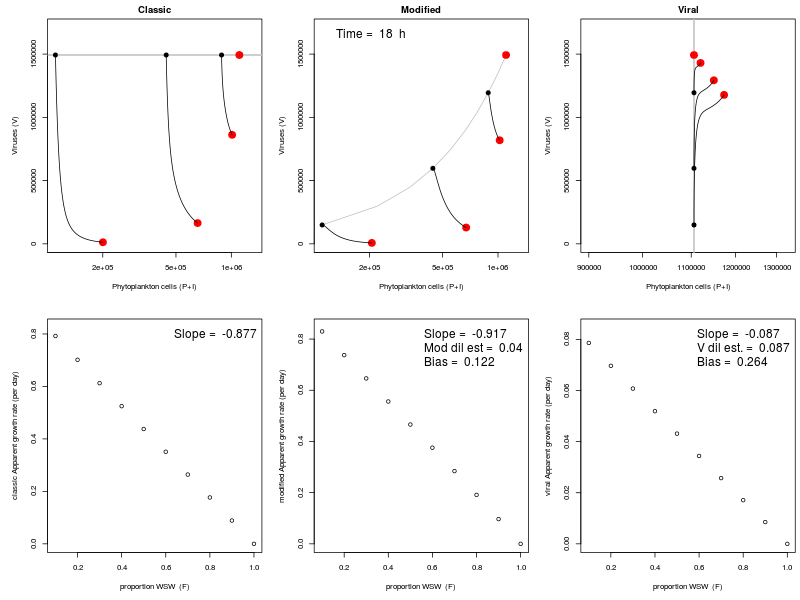 Classic
Modified
Viral
Time = 18 h
Viruses (V)
0
500000
1000000
1500000
2e+05
5e+05
1e+06
Phytoplankton cells (P+I)
Viruses (V)
0
500000
1000000
1500000
2e+05
5e+05
1e+06
Phytoplankton cells (P+I)
Viruses (V)
0
500000
1000000
1500000
900000
1000000
1100000
1200000
1300000
Phytoplankton cells (P+I)
Slope = -0.877
classic Apparent growth rate (per day)
0.0
0.2
0.4
0.6
0.8
0.2
0.4
0.6
0.8
1.0
proportion WSW (F)
Slope = -0.917
Mod dil est = 0.04
Bias = 0.122
modified Apparent growth rate (per day)
0.0
0.2
0.4
0.6
0.8
0.2
0.4
0.6
0.8
1.0
proportion WSW (F)
Slope = -0.087
V dil est. = 0.087
Bias = 0.264
viral Apparent growth rate (per day)
0.00
0.02
0.04
0.06
0.08
0.2
0.4
0.6
0.8
1.0
proportion WSW (F)